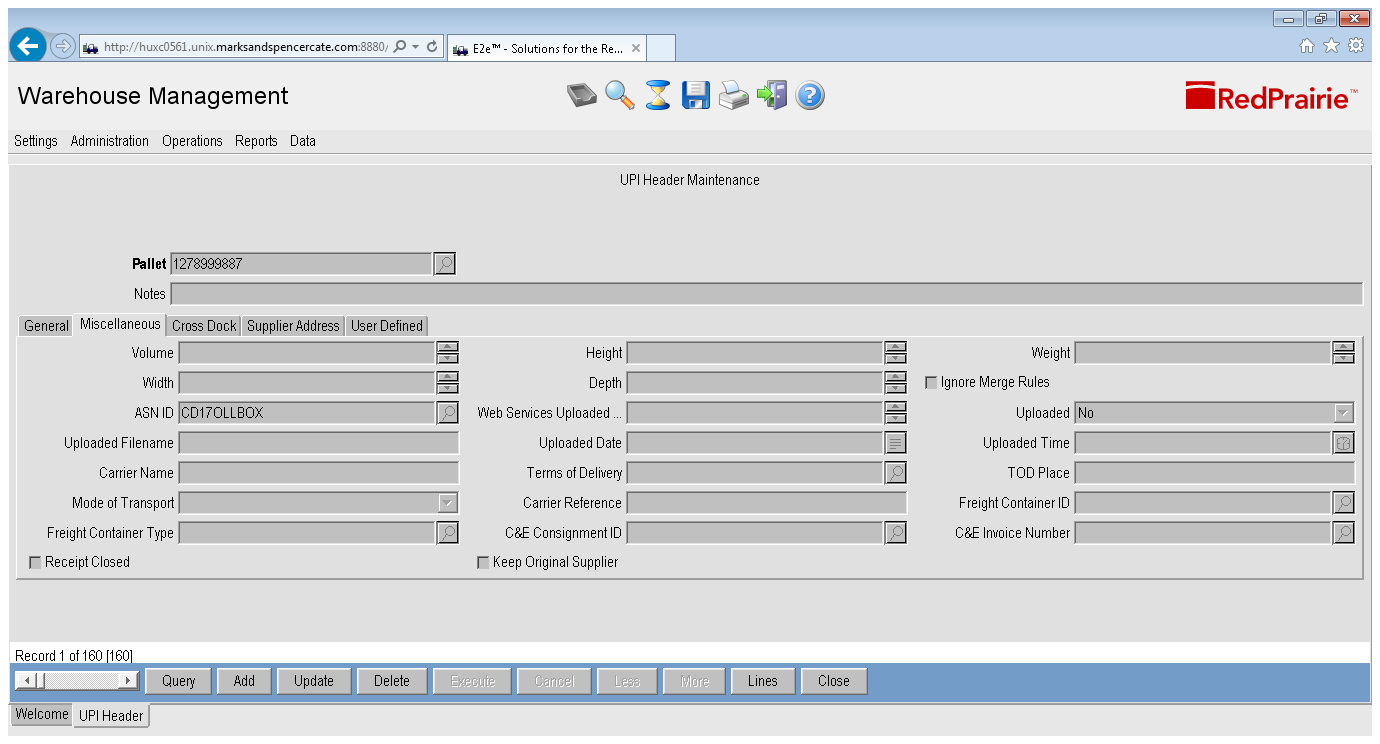 http://huxc0561.unix.marksandspencercate.com:8880/
E2e™ - Solutions for the Re...
Warehouse Management
RedPrairie™
Settings Administration Operations Reports Data
UPI Header Maintenance
Pallet 1278999887
Notes
General Miscellaneous Cross Dock Supplier Address User Defined
Volume Height Weight
Width Depth Ignore Merge Rules
ASN ID CD17OLLBOX Web Services Uploaded ... Uploaded No
Uploaded Filename Uploaded Date Uploaded Time
Carrier Name Terms of Delivery TOD Place
Mode of Transport Carrier Reference Freight Container ID
Freight Container Type C&E Consignment ID C&E Invoice Number
Receipt Closed Keep Original Supplier
Record 1 of 160 [160]
Query Add Update Delete Execute Cancel Less More Lines Close
Welcome UPI Header